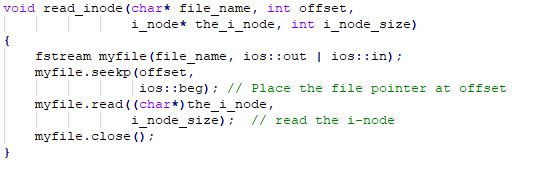 void read_inode(char* file_name, int offset,
i_node* the_i_node, int i_node_size)
{
fstream myfile(file_name, ios::out | ios::in);
myfile.seekp(offset,
ios::beg); // Place the file pointer at offset
myfile.read((char*)the_i_node,
i_node_size);  // read the i-node
myfile.close();
}